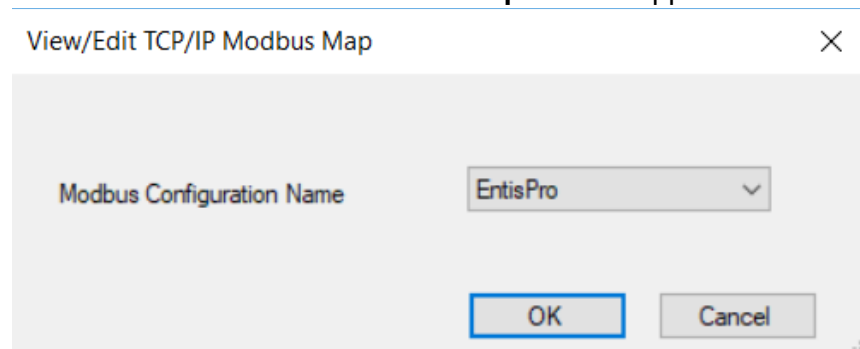 View/Edit TCP/IP Modbus Map
Modbus Configuration Name
EntisPro
OK
Cancel